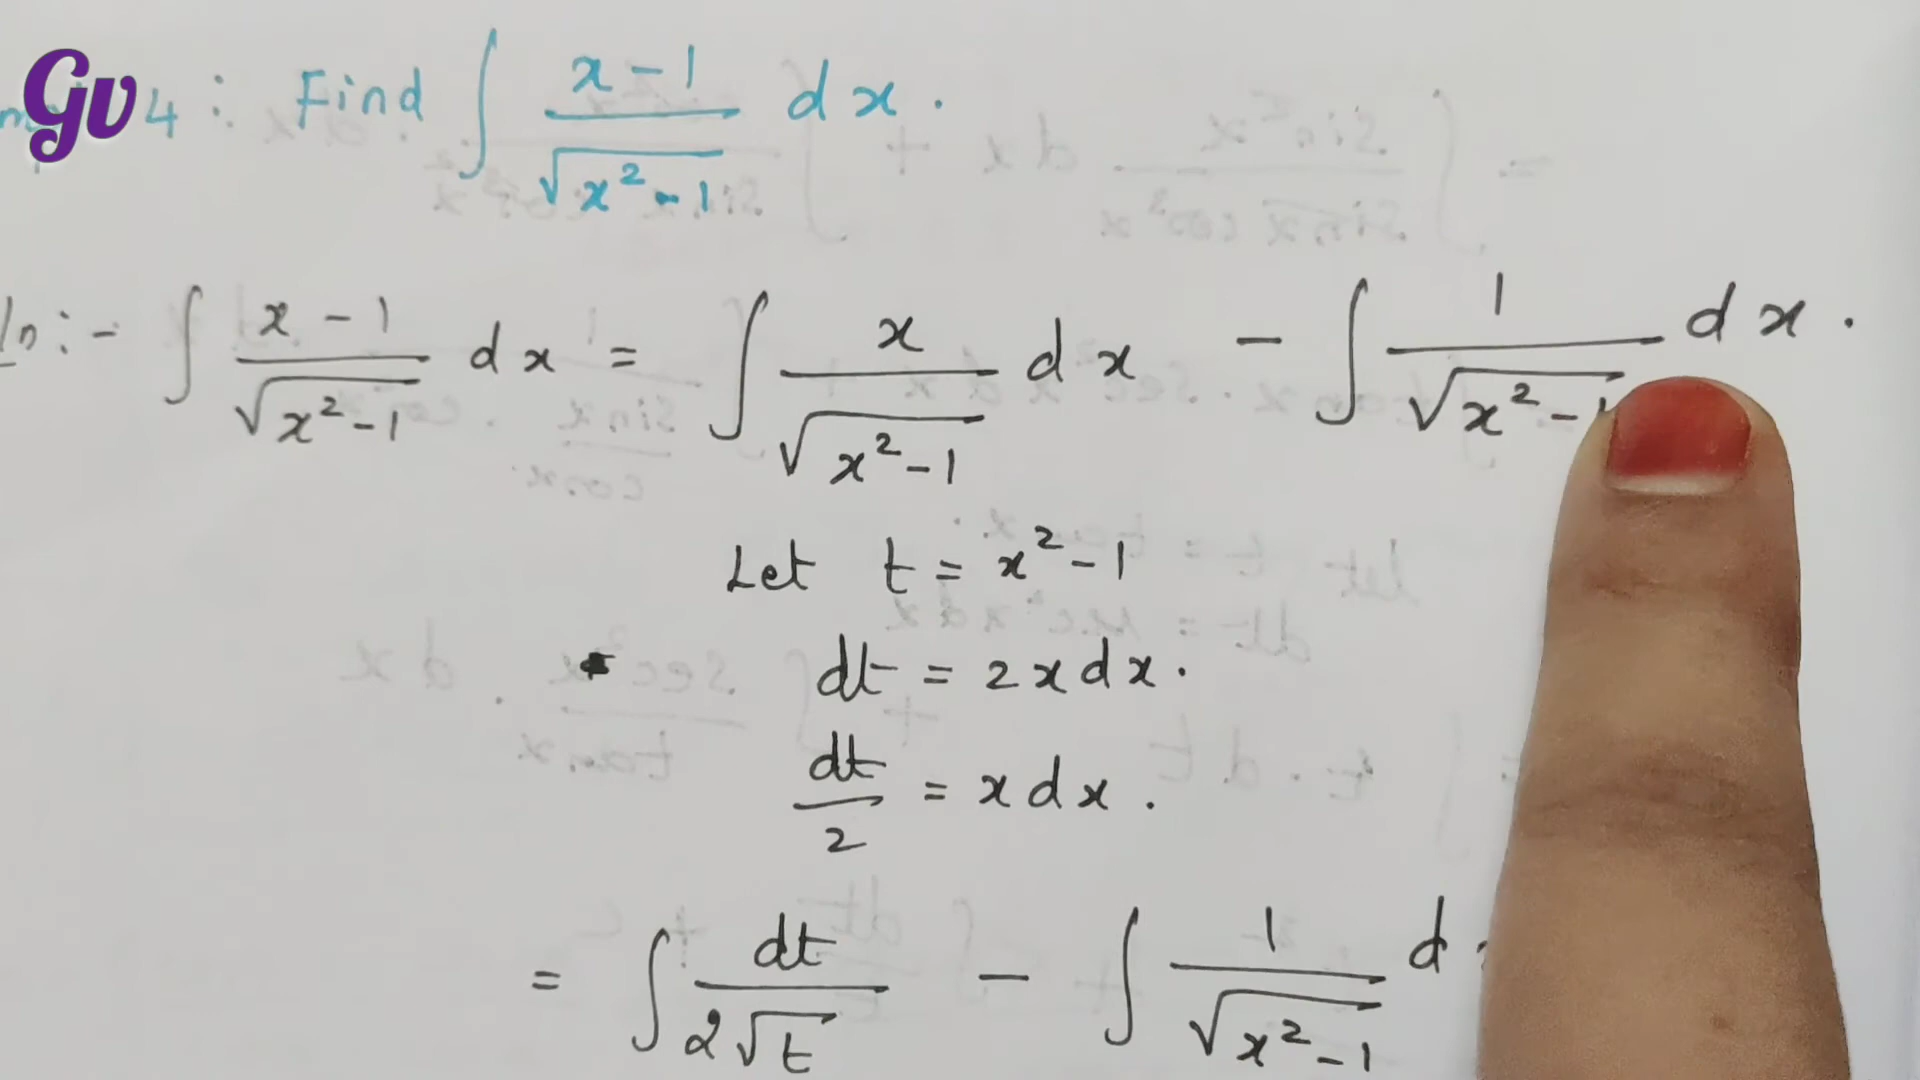 Gv
4 : Find ∫ x - 1 / √x² - 1 dx .
ln :- ∫ x - 1 / √x² - 1 dx = ∫ x / √x² - 1 dx - ∫ 1 / √x² - 1 dx .
Let t = x² - 1
dt = 2x dx .
dt / 2 = x dx .
= ∫ dt / 2√t - ∫ 1 / √x² - 1 d